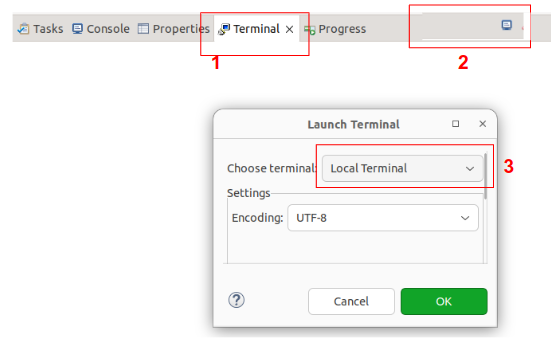 Tasks Console Properties Terminal × Progress
1 2
Launch Terminal
Choose terminal: Local Terminal
3
Settings
Encoding: UTF-8
? Cancel OK